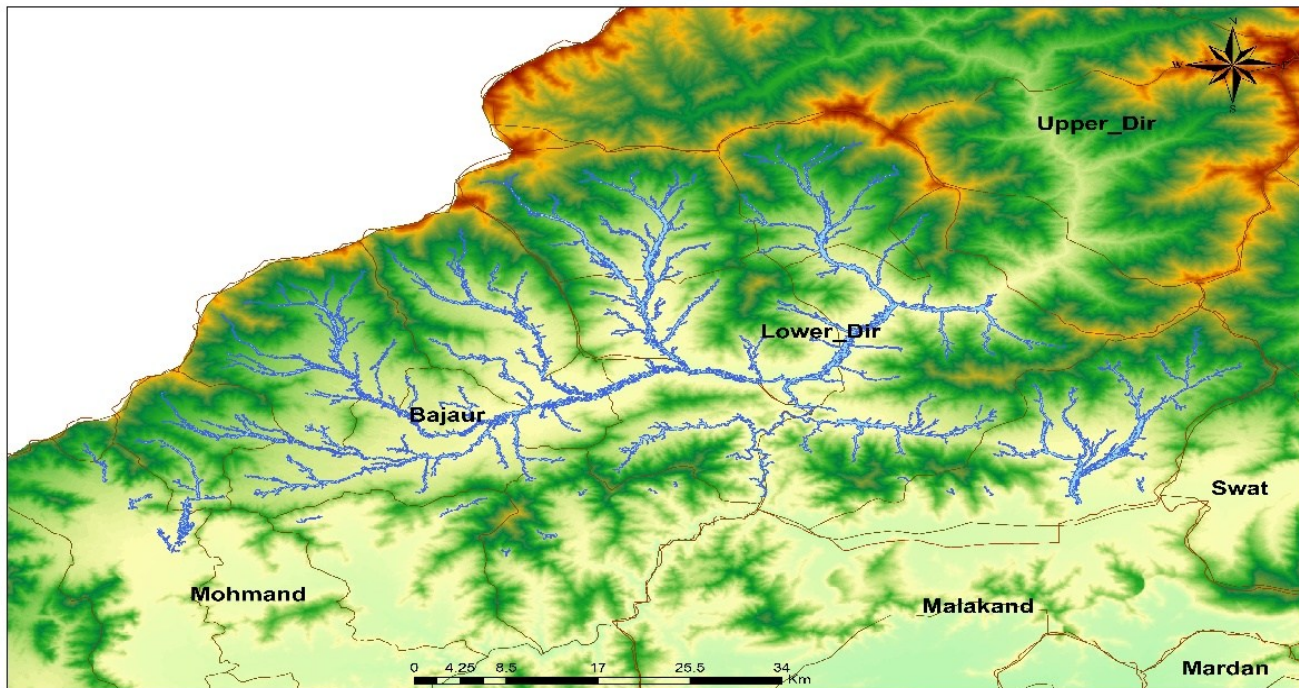 N
W E
S
Upper_Dir
Lower_Dir
Bajaur
Swat
Mohmand
Malakand
Mardan
0 4.25 8.5 17 25.5 34
Km